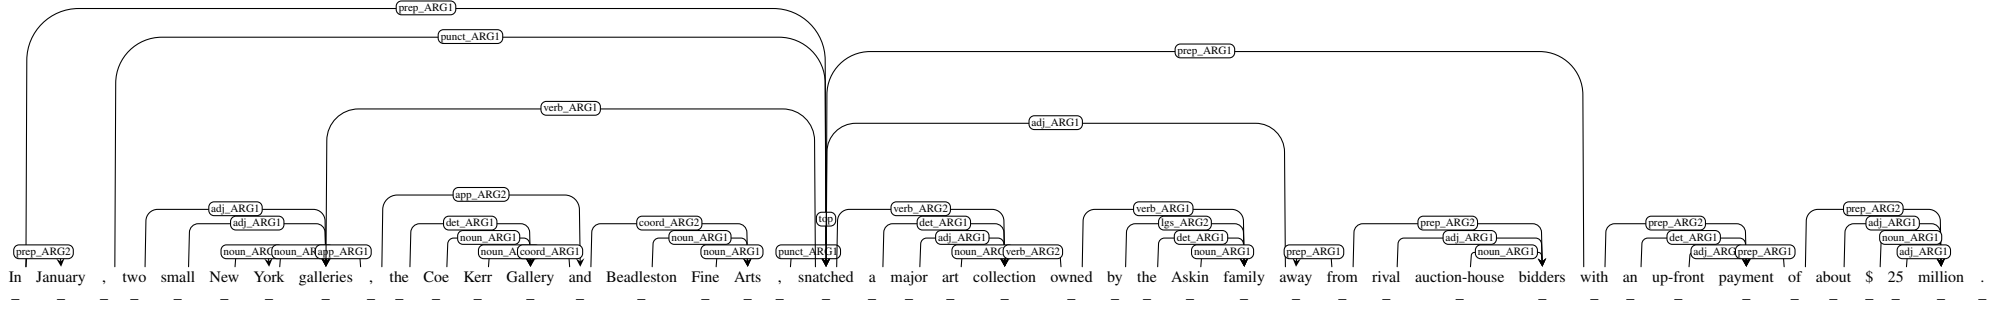 prep_ARG1
punct_ARG1
prep_ARG1
verb_ARG1
adj_ARG1
app_ARG2
adj_ARG1 top verb_ARG2 verb_ARG1 prep_ARG2
adj_ARG1 det_ARG1 coord_ARG2 det_ARG1 lgs_ARG2 prep_ARG2 prep_ARG2 adj_ARG1
noun_ARG1 noun_ARG1 adj_ARG1 det_ARG1 adj_ARG1 det_ARG1 noun_ARG1
prep_ARG2 app_ARG1 coord_ARG1 noun_ARG1 punct_ARG1 verb_ARG2 noun_ARG1 prep_ARG1 noun_ARG1 prep_ARG1 adj_ARG1
In January , two small New York galleries , the Coe Kerr Gallery and Beadleston Fine Arts , snatched a major art collection owned by the Askin family away from rival auction-house bidders with an up-front payment of about $ 25 million .
_ _ _ _ _ _ _ _ _ _ _ _ _ _ _ _ _ _ _ _ _ _ _ _ _ _ _ _ _ _ _ _ _ _ _ _ _ _ _ _ _ _